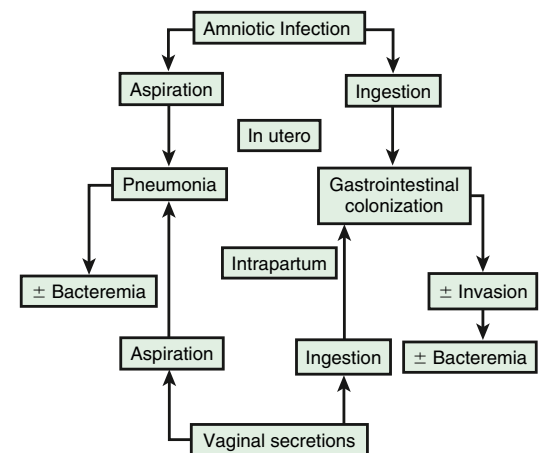 Amniotic Infection
Aspiration
Ingestion
In utero
Pneumonia
Gastrointestinal
colonization
Intrapartum
± Bacteremia
± Invasion
Aspiration
Ingestion
± Bacteremia
Vaginal secretions